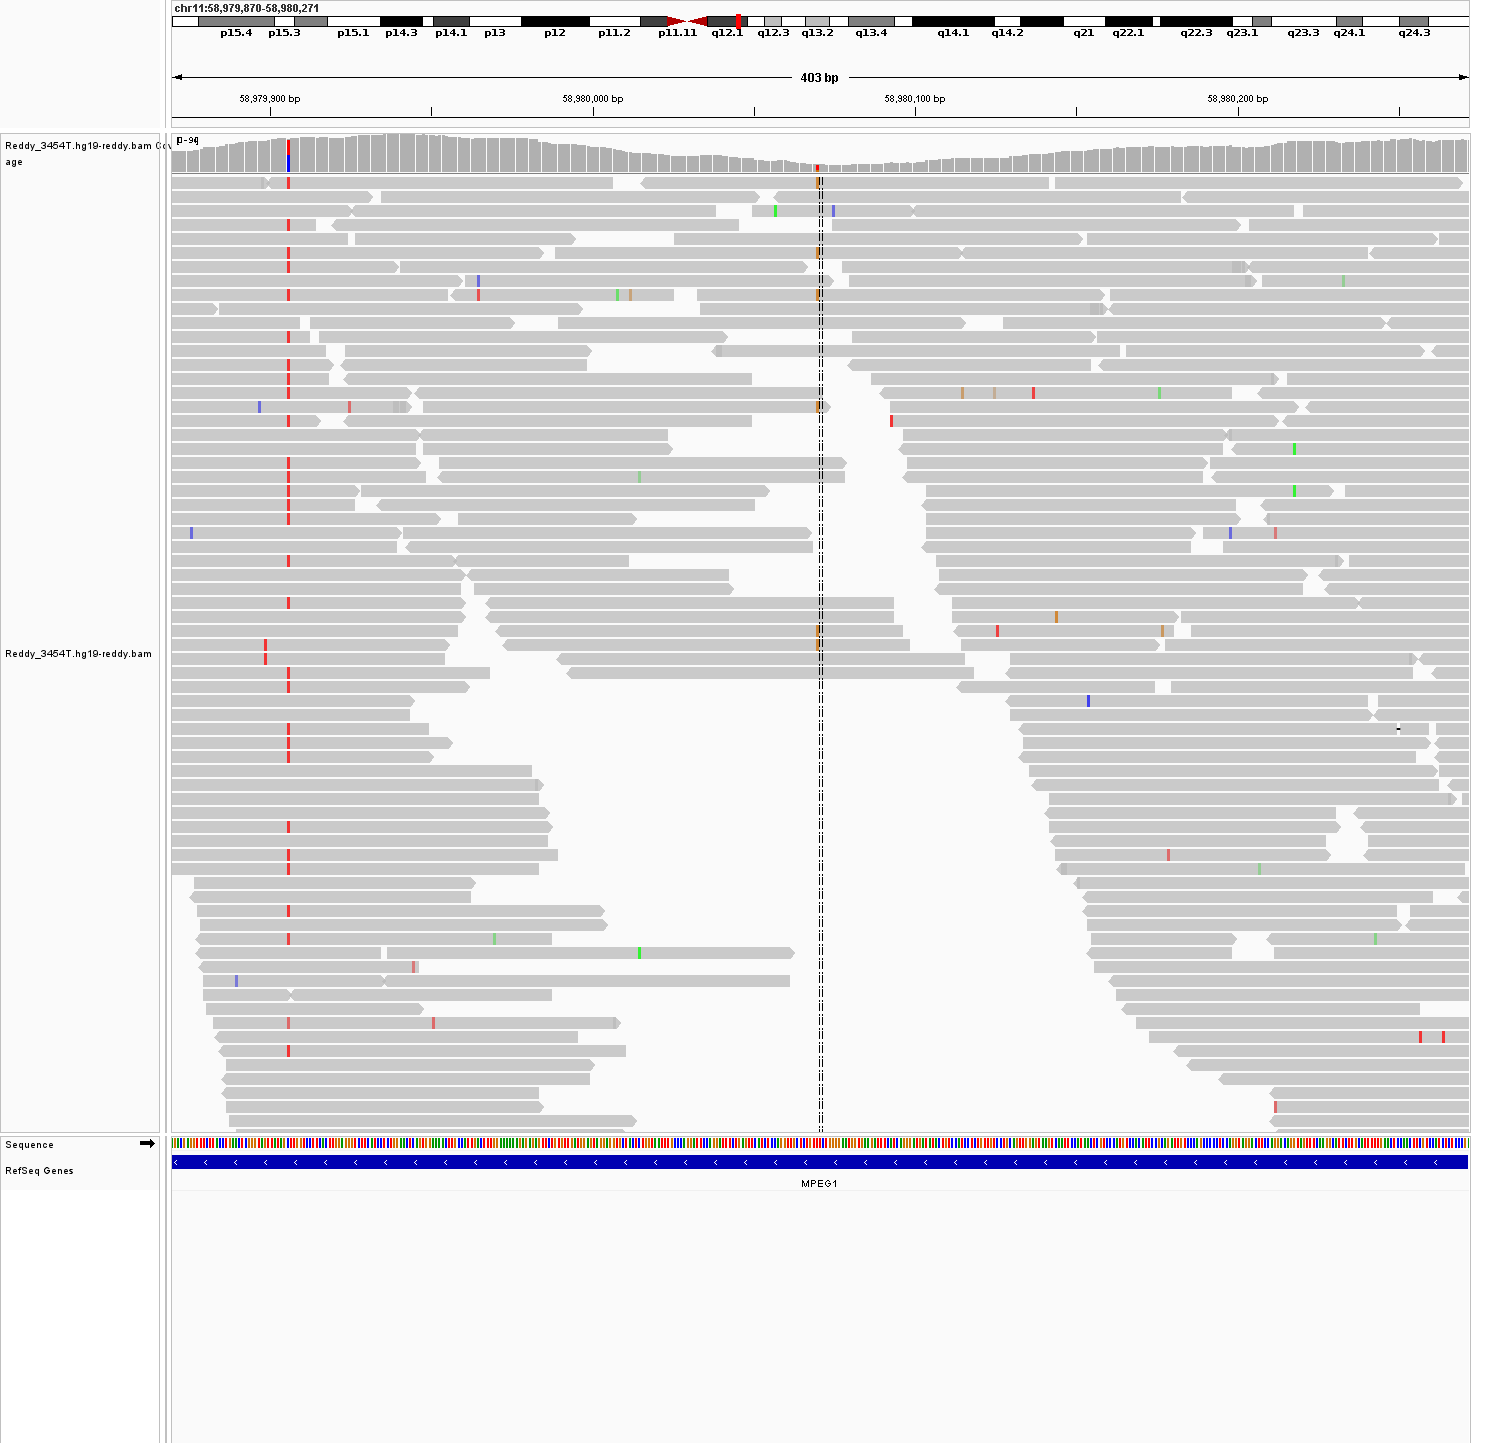 chr11:58,979,870-58,980,271
p15.4 p15.3 p15.1 p14.3 p14.1 p13 p12 p11.2 p11.11 q12.1 q12.3 q13.2 q13.4 q14.1 q14.2 q21 q22.1 q22.3 q23.1 q23.3 q24.1 q24.3
403 bp
58,979,900 bp 58,980,000 bp 58,980,100 bp 58,980,200 bp
[0-94]
Reddy_3454T.hg19-reddy.bam Cov
age
Reddy_3454T.hg19-reddy.bam
Sequence
RefSeq Genes
MPEG1